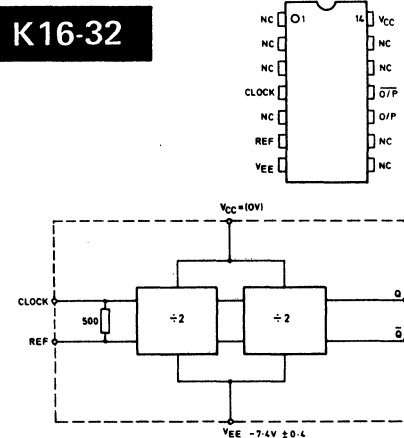 K16-32
NC 1 14 VCC
NC NC
NC NC
CLOCK O/P
NC O/P
REF NC
VEE NC
VCC =(0V)
CLOCK
500
REF
÷2
÷2
Q
Q̅
VEE -7.4V ±0.4